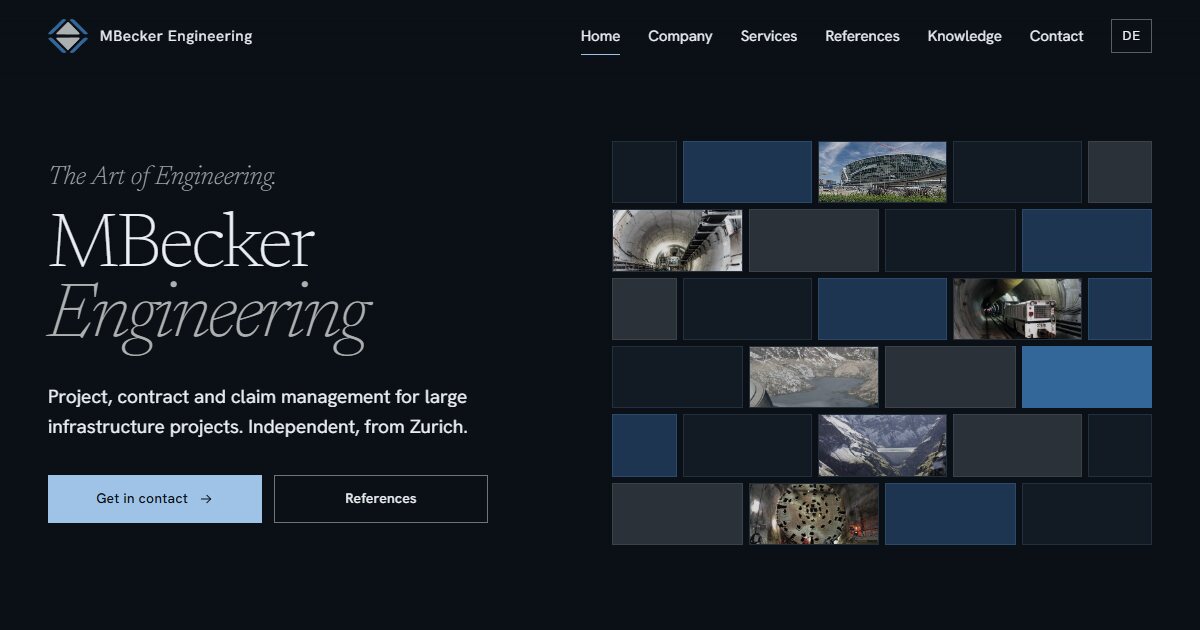 MBecker Engineering
Home
Company
Services
References
Knowledge
Contact
DE
The Art of Engineering.
MBecker
Engineering
Project, contract and claim management for large
infrastructure projects. Independent, from Zurich.
Get in contact →
References